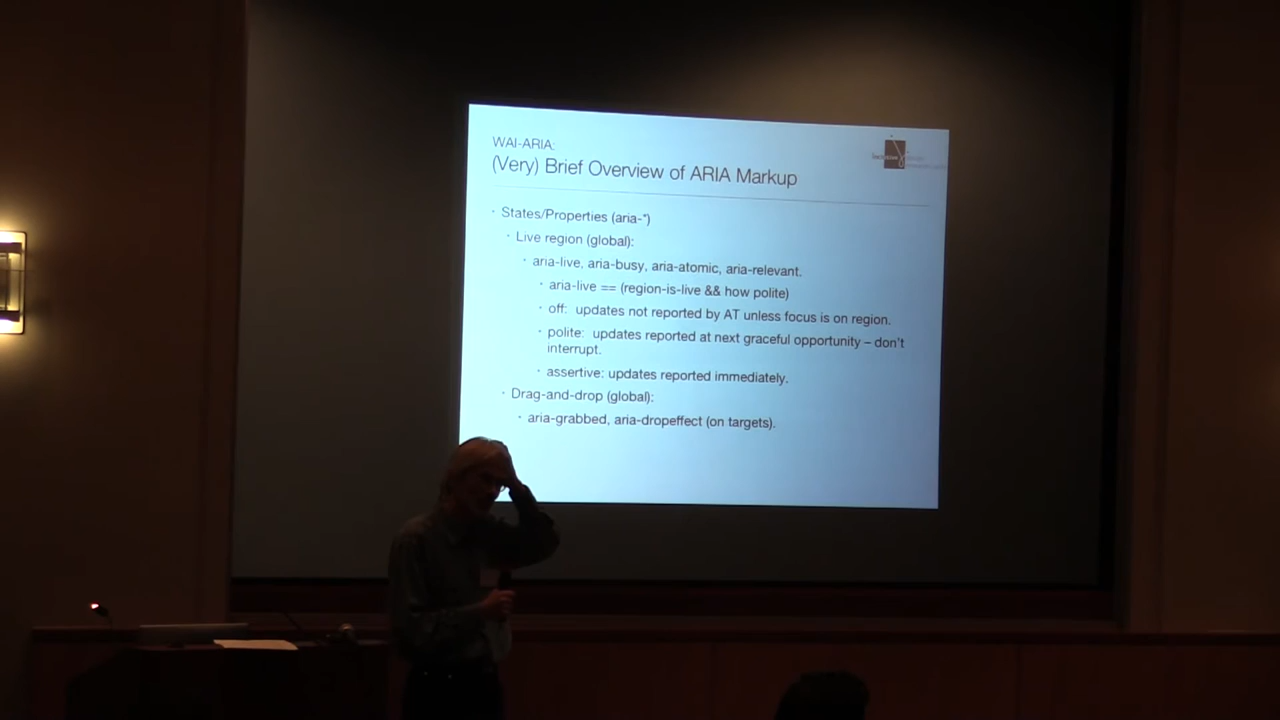 WAI-ARIA:
(Very) Brief Overview of ARIA Markup
· States/Properties (aria-*)
· Live region (global):
· aria-live, aria-busy, aria-atomic, aria-relevant.
· aria-live == (region-is-live && how polite)
· off: updates not reported by AT unless focus is on region.
· polite: updates reported at next graceful opportunity – don't
interrupt.
· assertive: updates reported immediately.
· Drag-and-drop (global):
· aria-grabbed, aria-dropeffect (on targets).